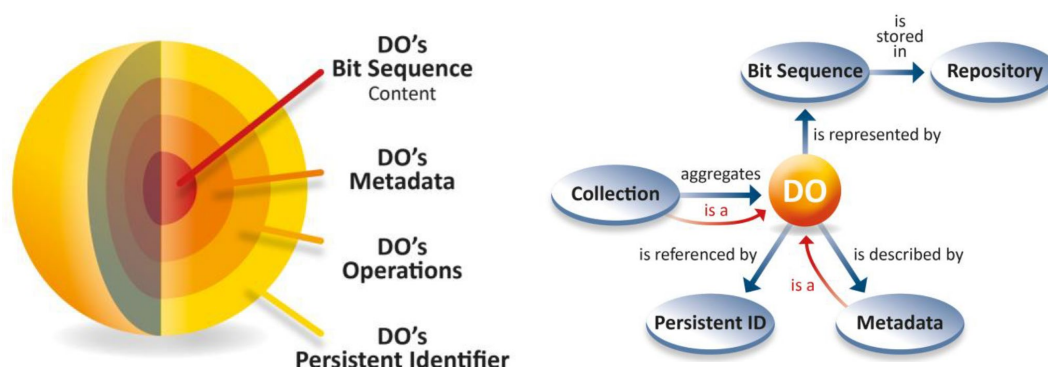 DO's
Bit Sequence
Content
DO's
Metadata
DO's
Operations
DO's
Persistent Identifier
is
stored
in
Bit Sequence
Repository
is represented by
aggregates
Collection
DO
is a
is referenced by
is described by
is a
Persistent ID
Metadata